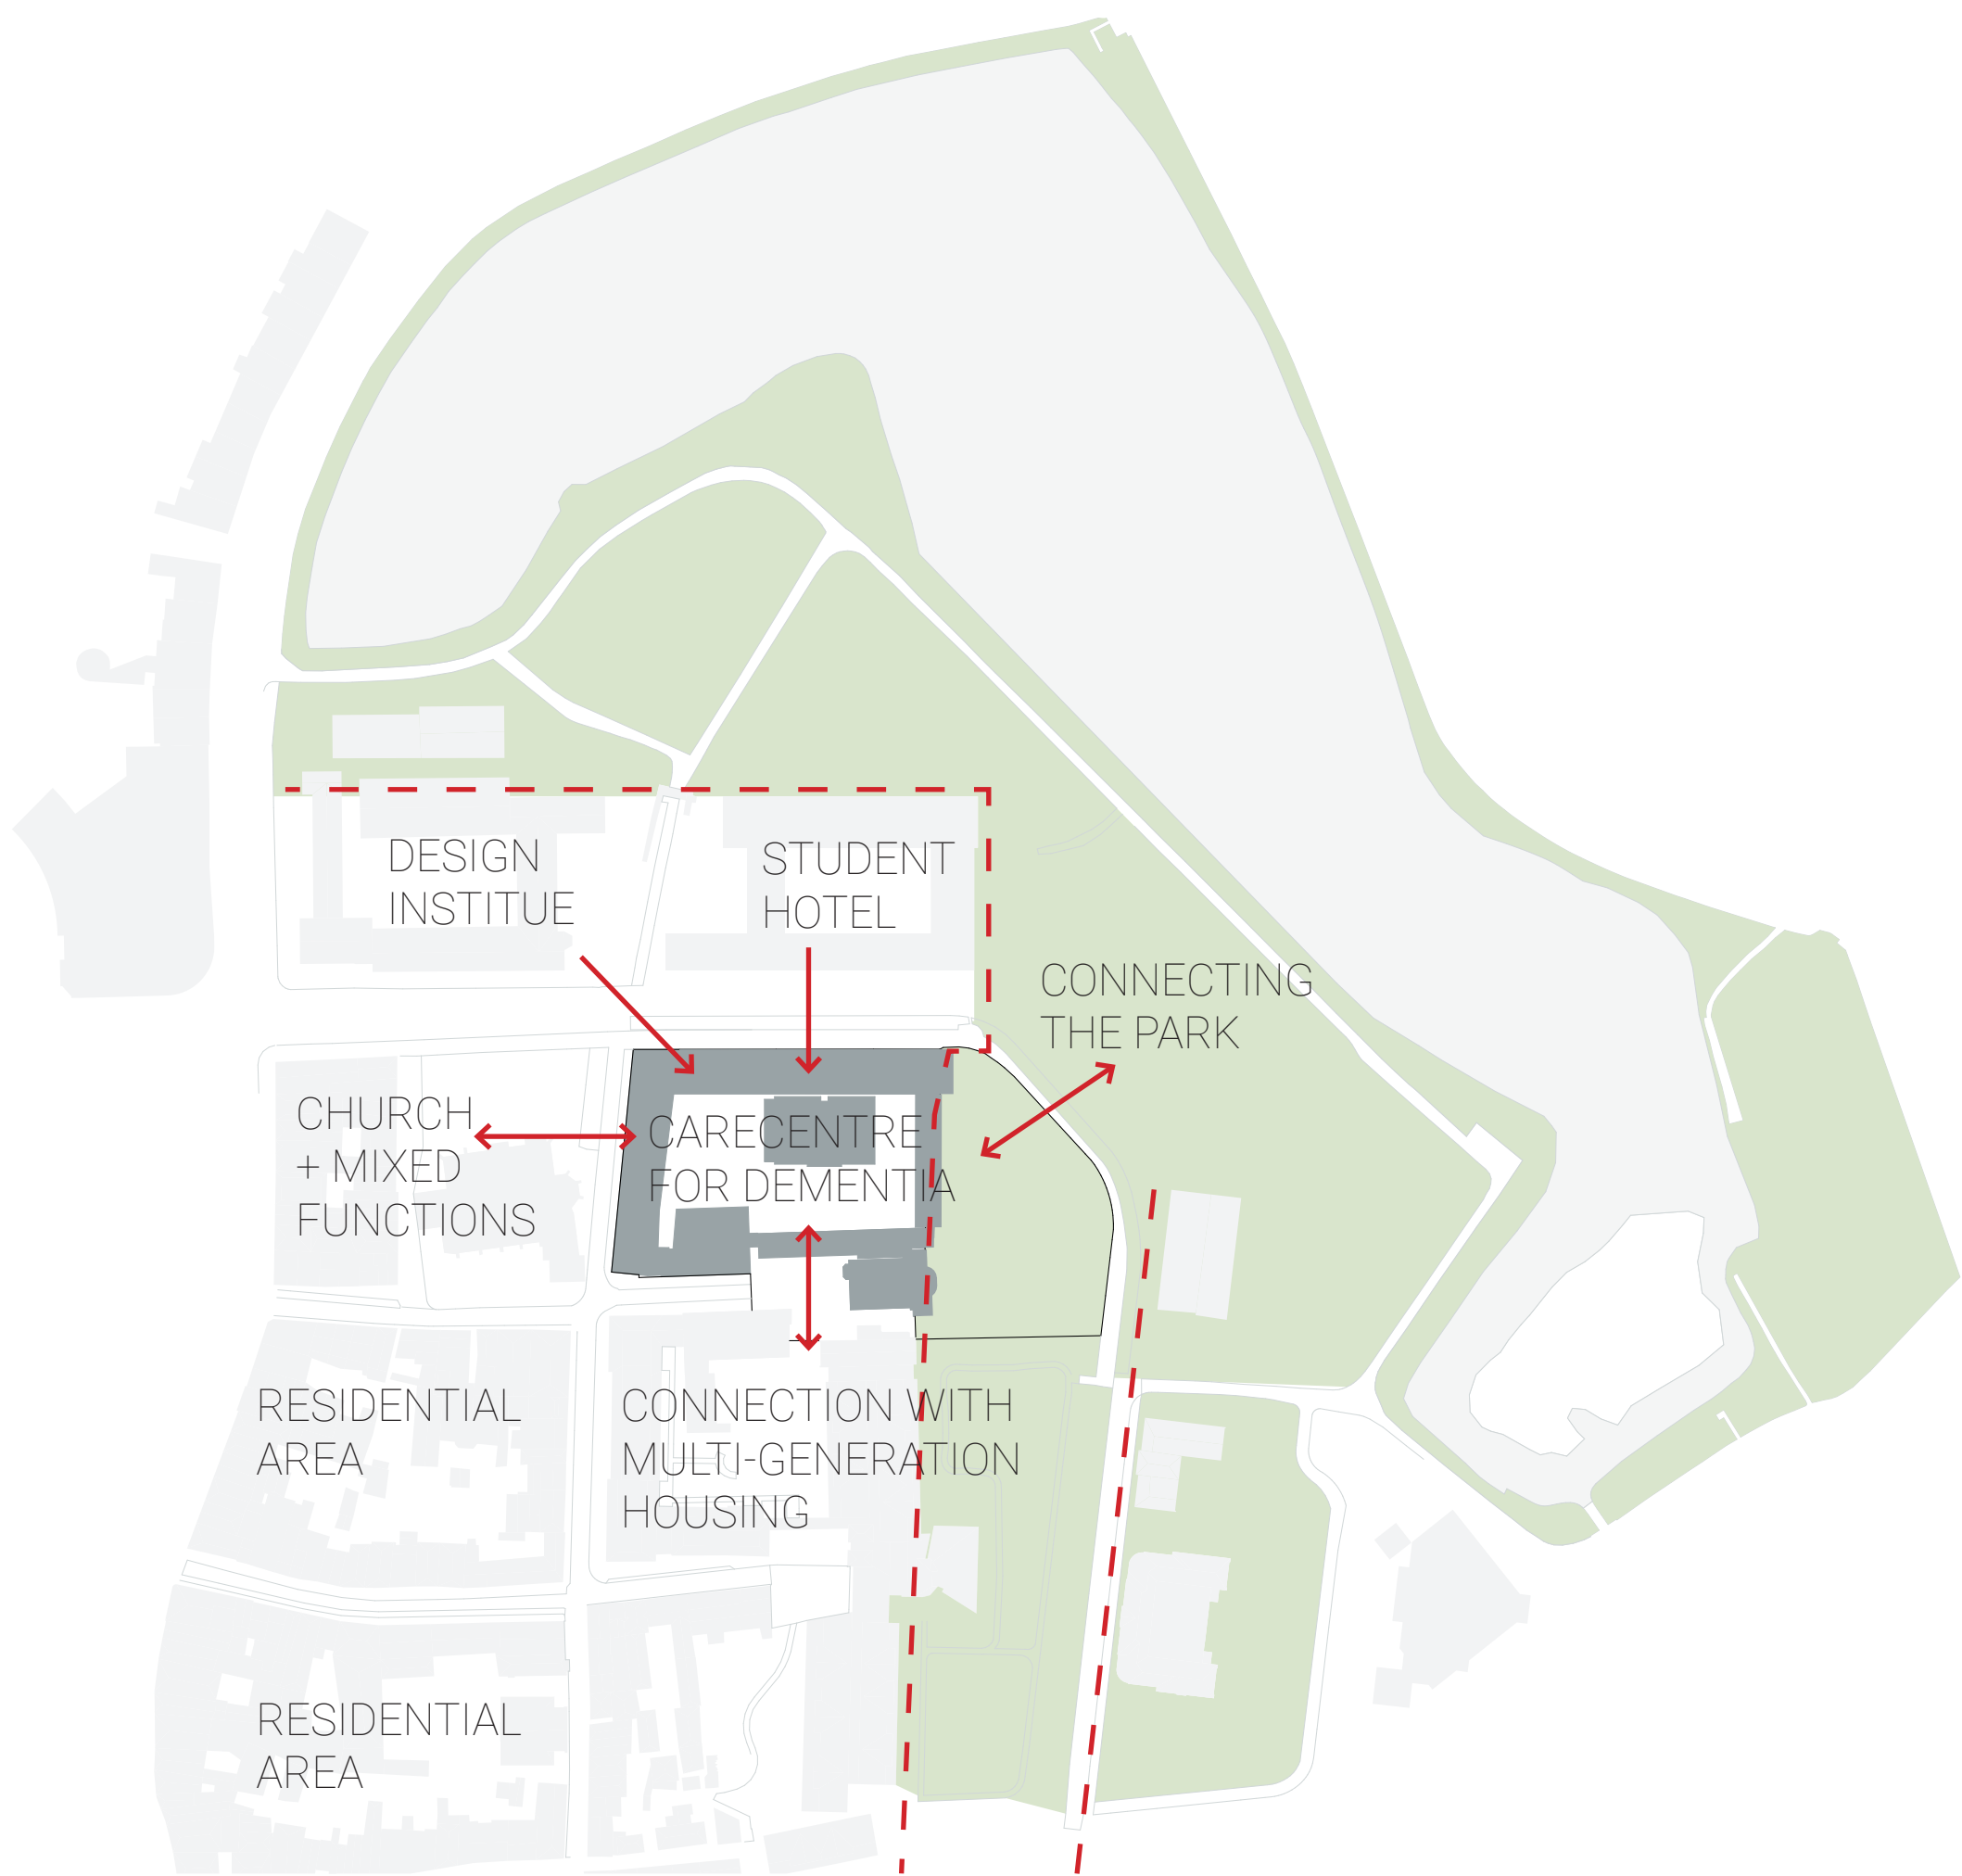 DESIGN
INSTITUE
STUDENT
HOTEL
CONNECTING
THE PARK
CHURCH
+ MIXED
FUNCTIONS
CARECENTRE
FOR DEMENTIA
RESIDENTIAL
AREA
CONNECTION WITH
MULTI-GENERATION
HOUSING
RESIDENTIAL
AREA